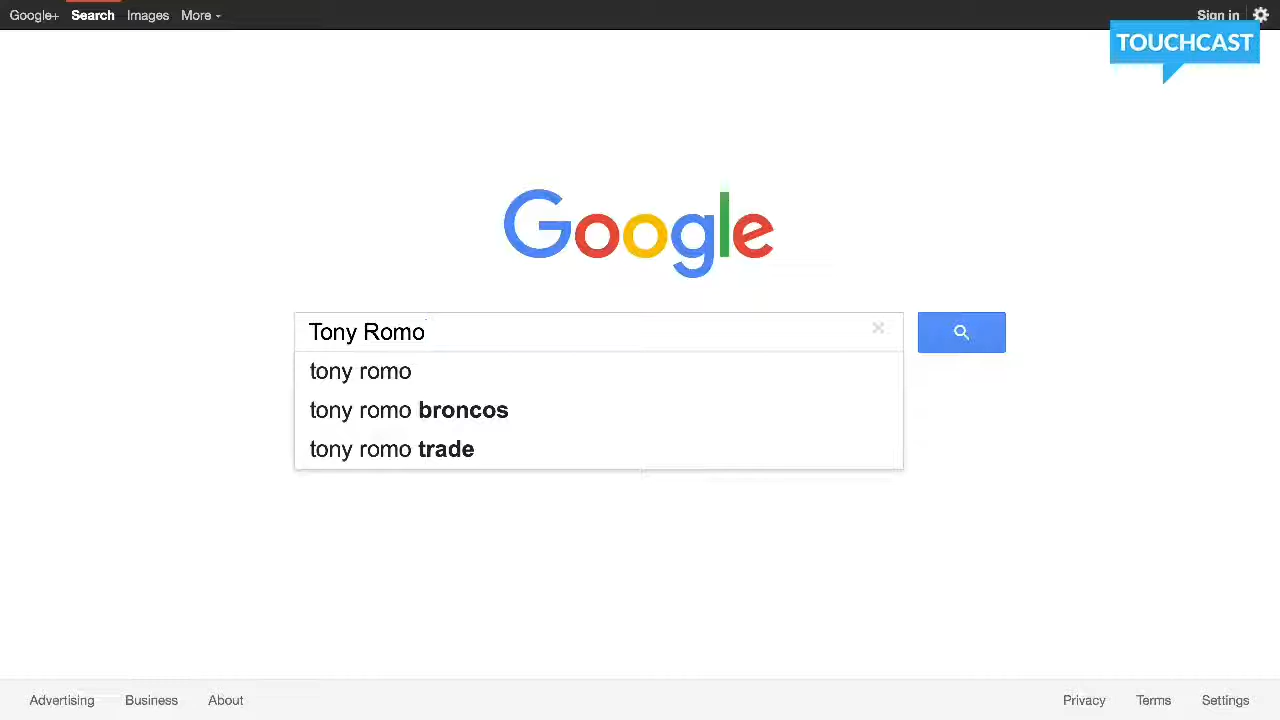 Google+ Search Images More Sign in
TOUCHCAST
Google
Tony Romo
tony romo
tony romo broncos
tony romo trade
Advertising Business About Privacy Terms Settings